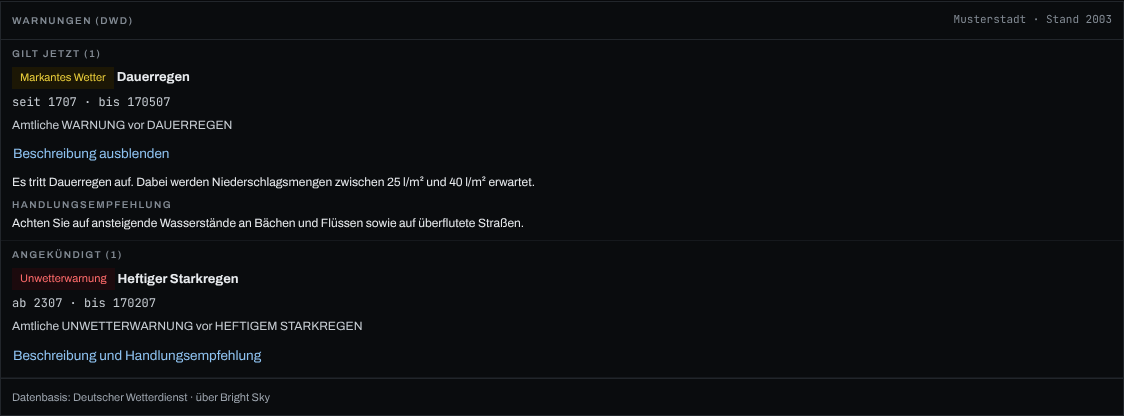 WARNUNGEN (DWD)
Musterstadt · Stand 2003
GILT JETZT (1)
Markantes Wetter Dauerregen
seit 1707 · bis 170507
Amtliche WARNUNG vor DAUERREGEN
Beschreibung ausblenden
Es tritt Dauerregen auf. Dabei werden Niederschlagsmengen zwischen 25 l/m² und 40 l/m² erwartet.
HANDLUNGSEMPFEHLUNG
Achten Sie auf ansteigende Wasserstände an Bächen und Flüssen sowie auf überflutete Straßen.
ANGEKÜNDIGT (1)
Unwetterwarnung Heftiger Starkregen
ab 2307 · bis 170207
Amtliche UNWETTERWARNUNG vor HEFTIGEM STARKREGEN
Beschreibung und Handlungsempfehlung
Datenbasis: Deutscher Wetterdienst · über Bright Sky